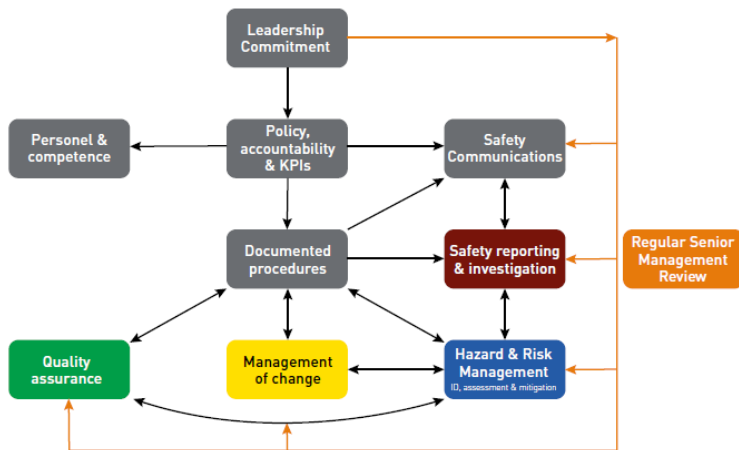 Leadership
Commitment
Personel &
competence
Policy,
accountability
& KPIs
Safety
Communications
Documented
procedures
Safety reporting
& investigation
Regular Senior
Management
Review
Quality
assurance
Management
of change
Hazard & Risk
Management
ID, assessment & mitigation